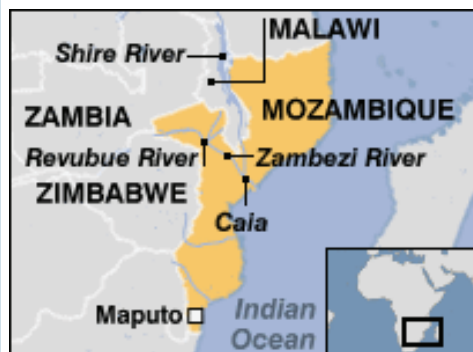 MALAWI
Shire River
ZAMBIA
MOZAMBIQUE
Revubue River
Zambezi River
ZIMBABWE
Caia
Maputo
Indian
Ocean